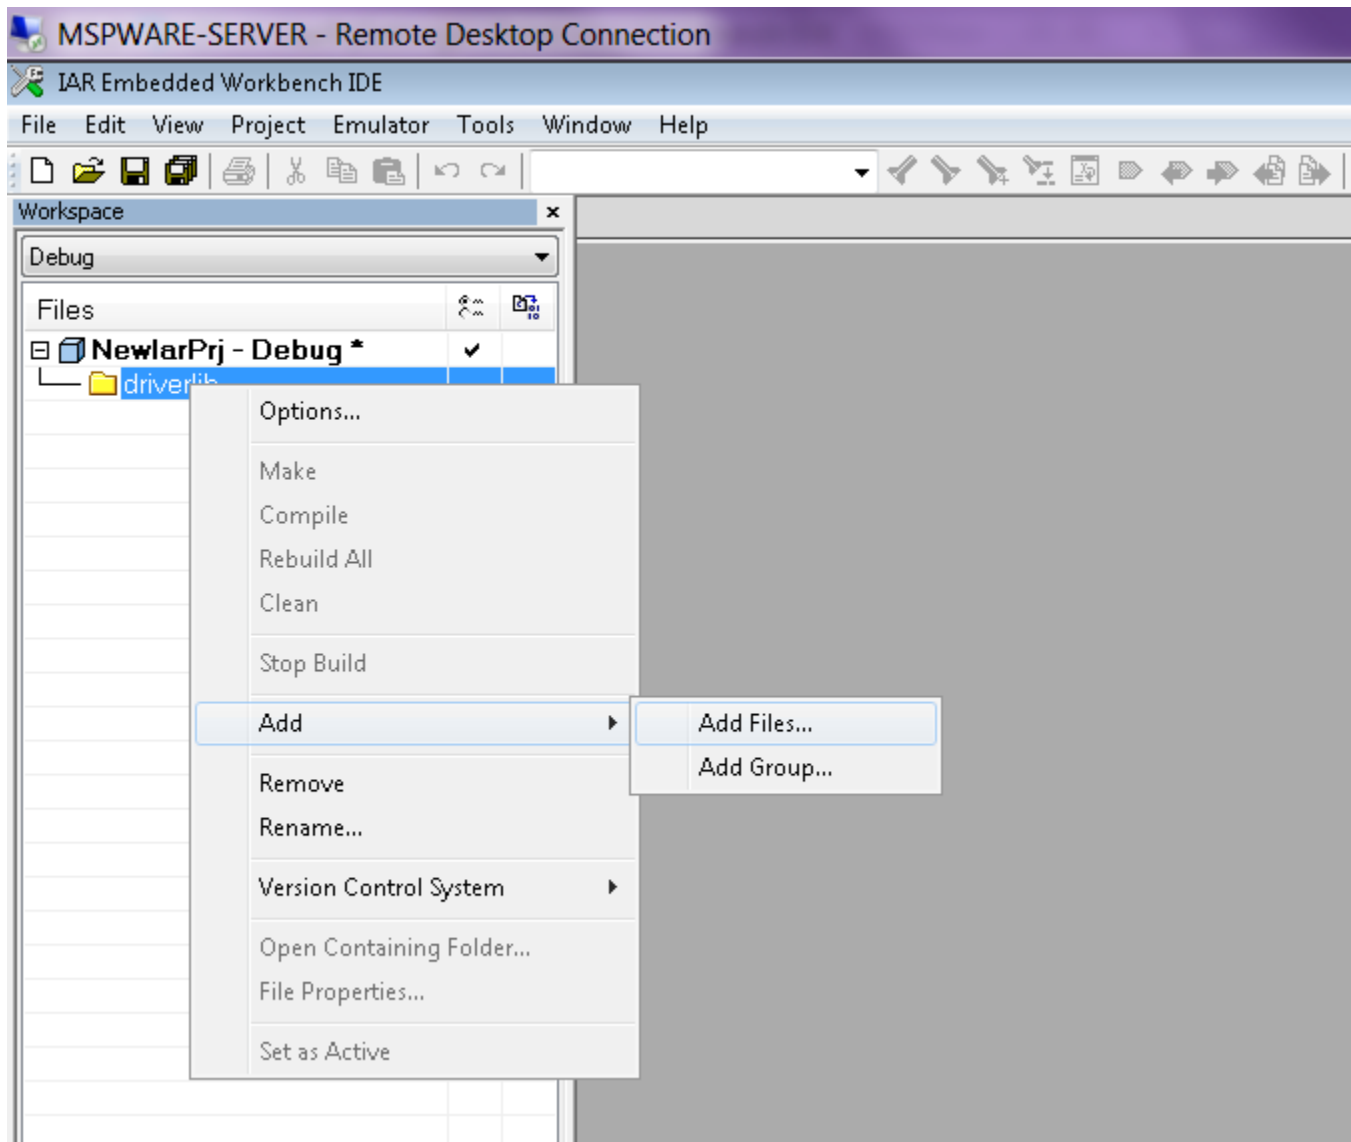 MSPWARE-SERVER - Remote Desktop Connection
IAR Embedded Workbench IDE
File Edit View Project Emulator Tools Window Help
Workspace
Debug
Files
NewIarPrj - Debug *
driverlib
Options...
Make
Compile
Rebuild All
Clean
Stop Build
Add
Add Files...
Add Group...
Remove
Rename...
Version Control System
Open Containing Folder...
File Properties...
Set as Active